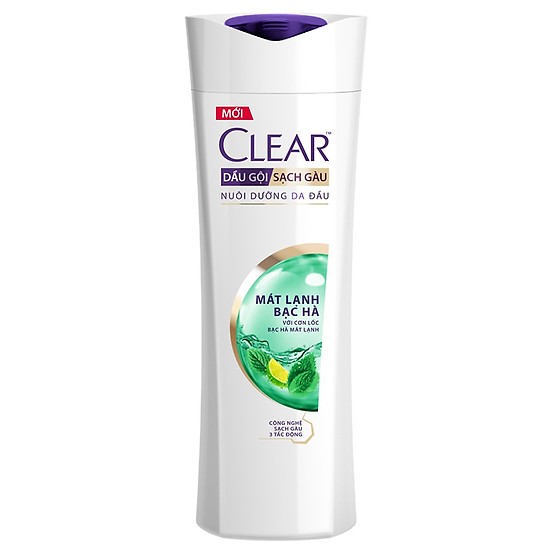 MỚI
CLEAR™
DẦU GỘI SẠCH GÀU
NUÔI DƯỠNG DA ĐẦU
MÁT LẠNH
BẠC HÀ
VỚI CƠN LỐC
BẠC HÀ MÁT LẠNH
CÔNG NGHỆ
SẠCH GÀU
3 TÁC ĐỘNG